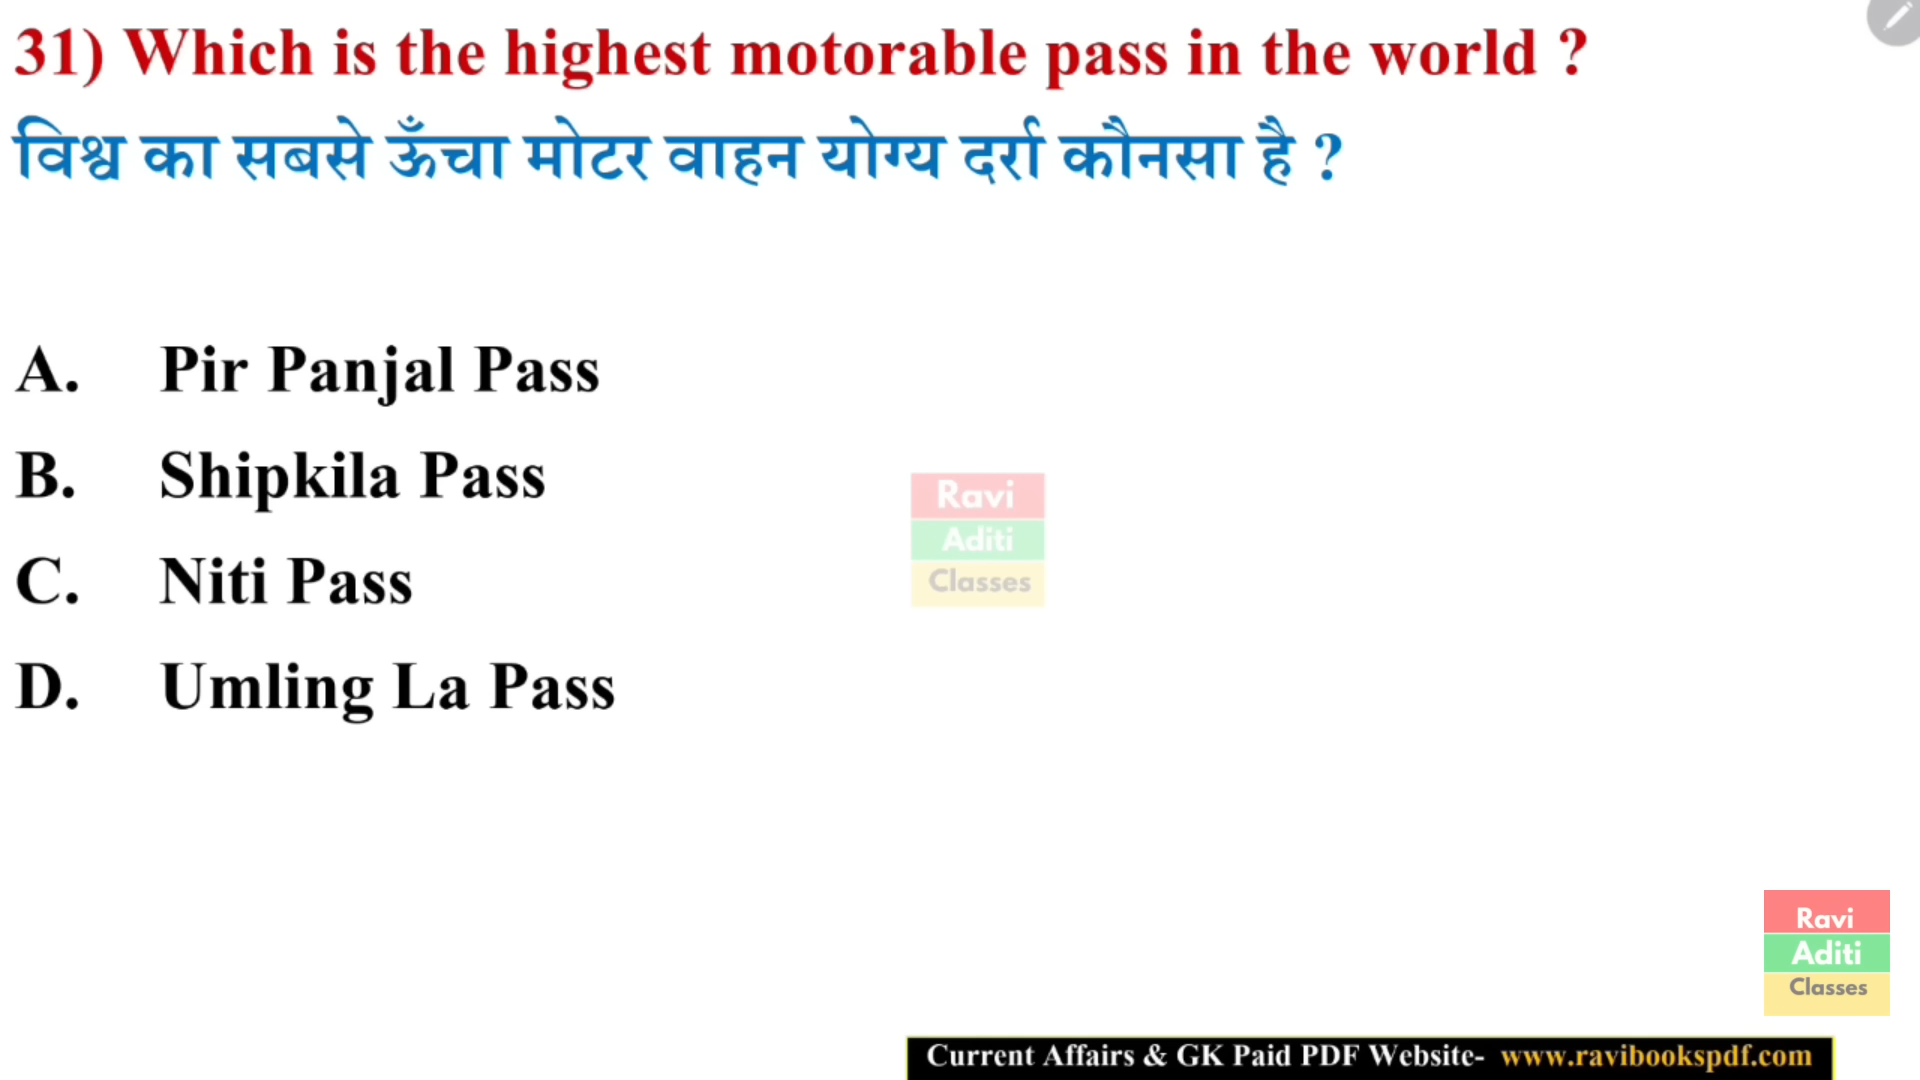 31) Which is the highest motorable pass in the world ?
विश्व का सबसे ऊँचा मोटर वाहन योग्य दर्रा कौनसा है ?
A. Pir Panjal Pass
B. Shipkila Pass
C. Niti Pass
D. Umling La Pass
Ravi
Aditi
Classes
Ravi
Aditi
Classes
Current Affairs & GK Paid PDF Website- www.ravibookspdf.com